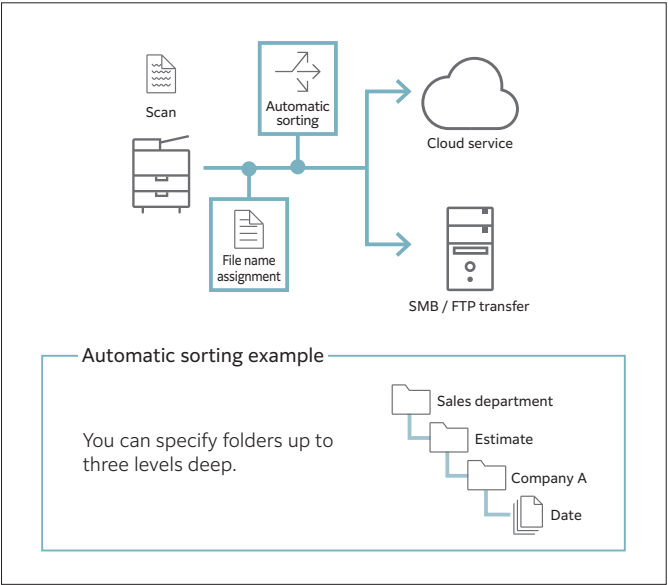 Scan
Automatic
sorting
Cloud service
File name
assignment
SMB / FTP transfer
Automatic sorting example
You can specify folders up to
three levels deep.
Sales department
Estimate
Company A
Date